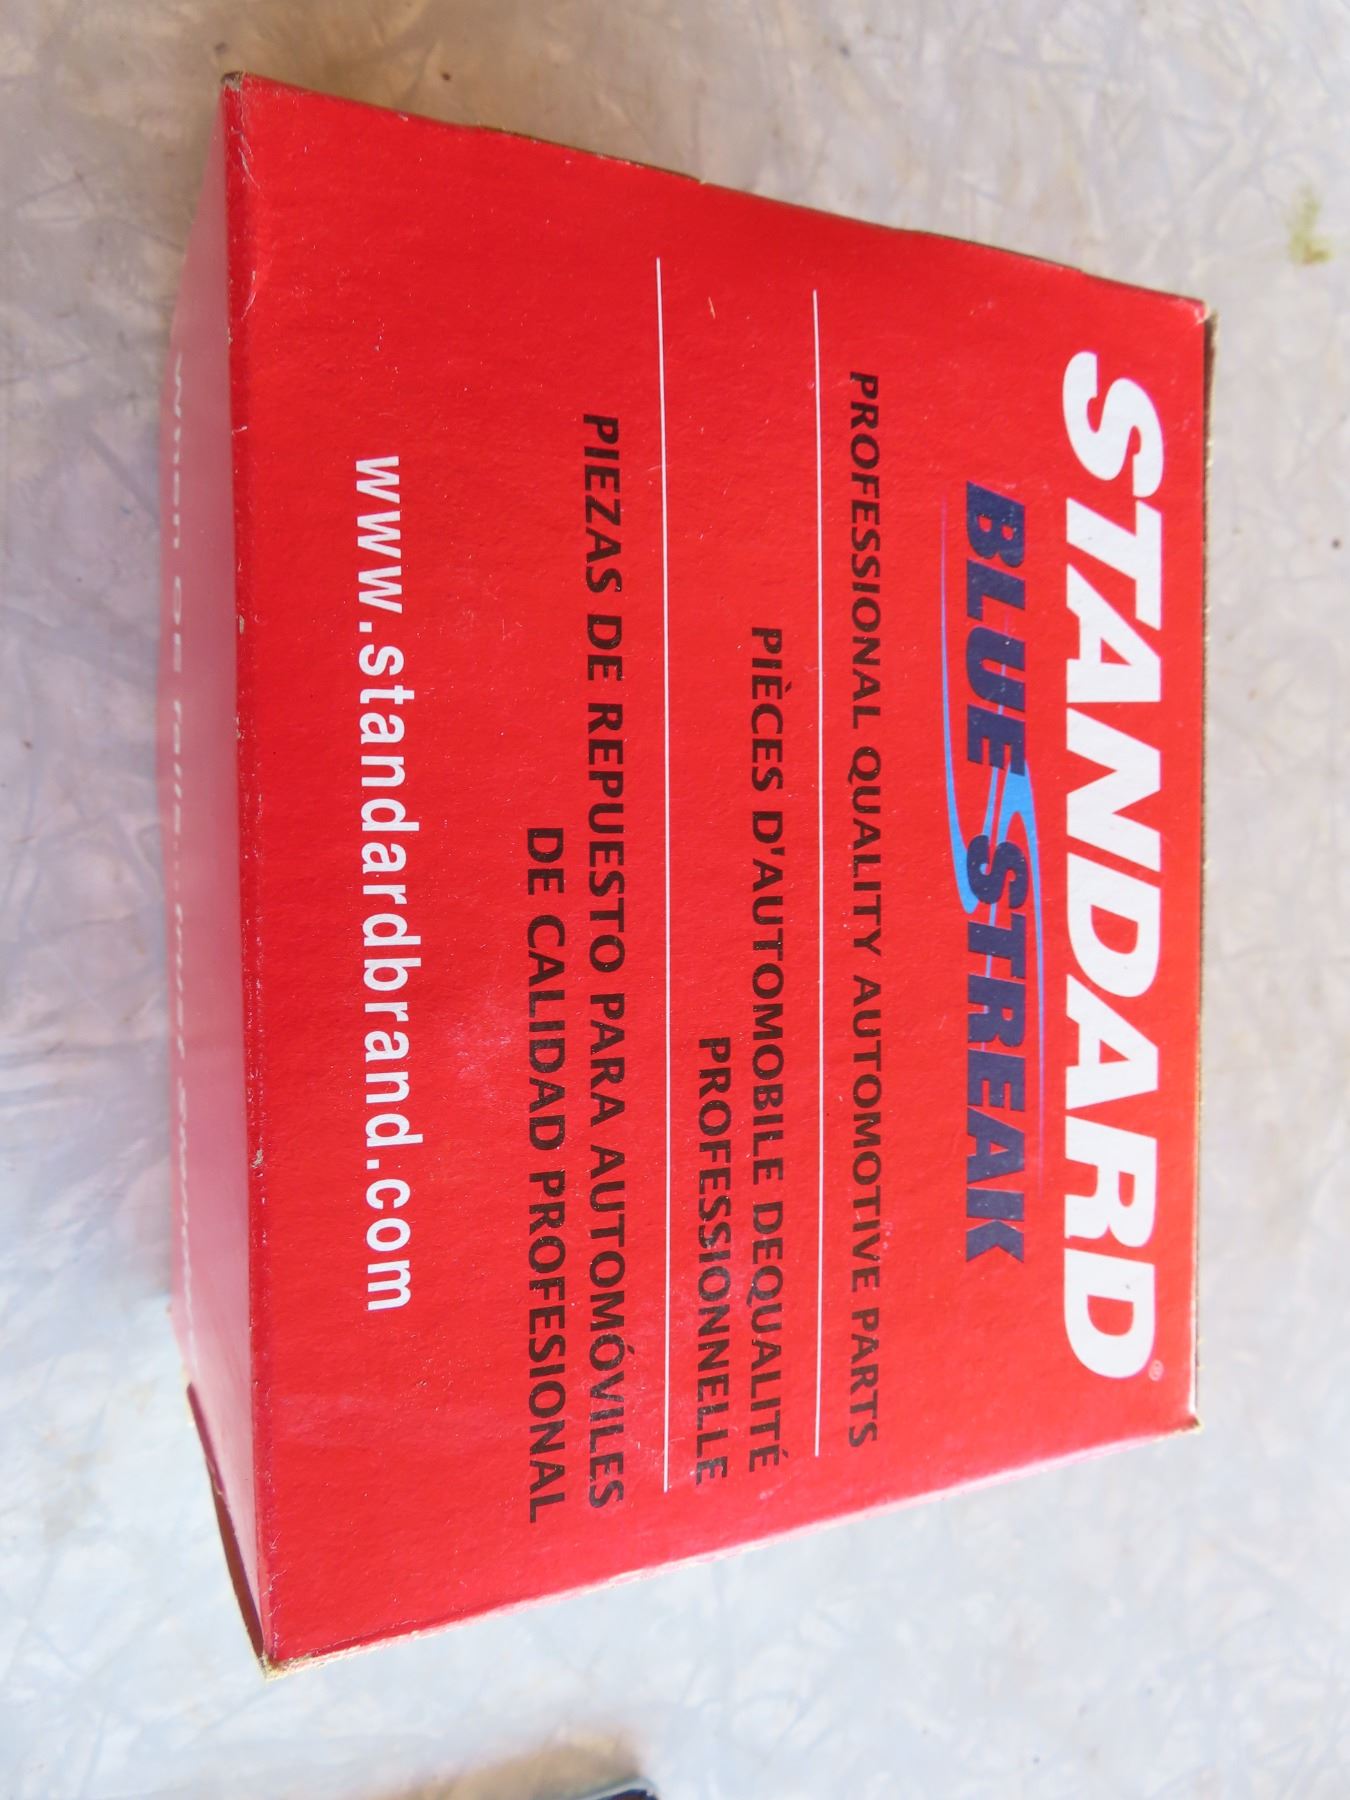 STANDARD®
BLUE STREAK
PROFESSIONAL QUALITY AUTOMOTIVE PARTS
PIÈCES D'AUTOMOBILE DEQUALITÉ
PROFESSIONNELLE
PIEZAS DE REPUESTO PARA AUTOMÓVILES
DE CALIDAD PROFESIONAL
www.standardbrand.com